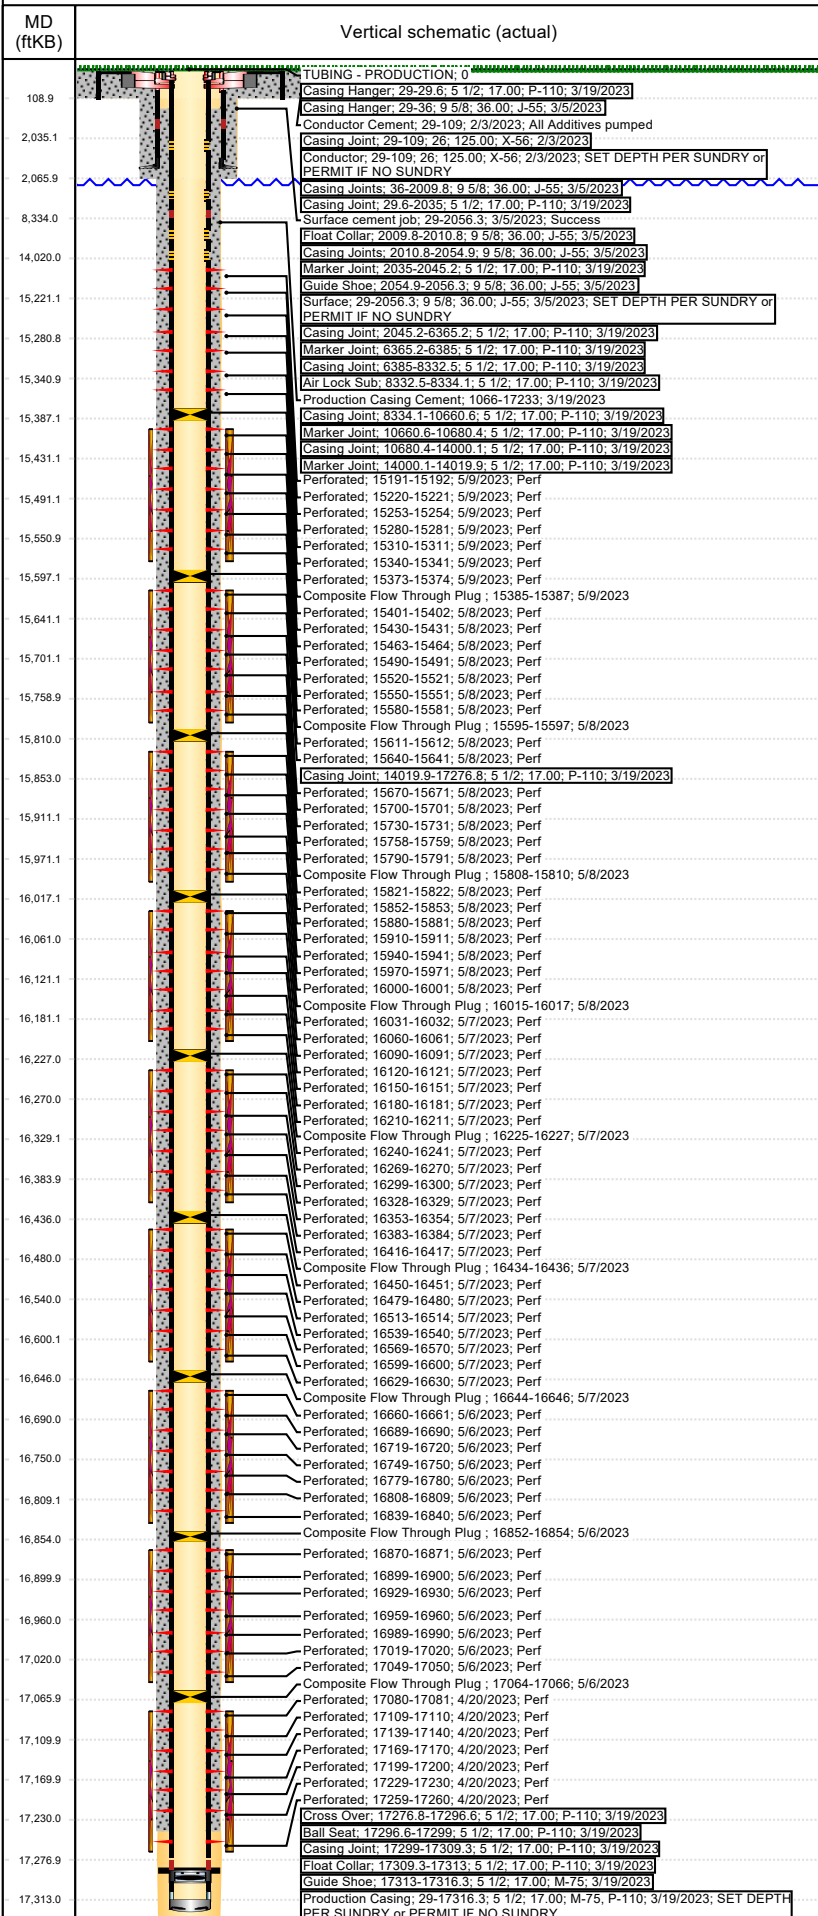 MD
(ftKB)
Vertical schematic (actual)
TUBING - PRODUCTION; 0
Casing Hanger; 29-29.6; 5 1/2; 17.00; P-110; 3/19/2023
108.9
Casing Hanger; 29-36; 9 5/8; 36.00; J-55; 3/5/2023
Conductor Cement; 29-109; 2/3/2023; All Additives pumped
2,035.1
Casing Joint; 29-109; 26; 125.00; X-56; 2/3/2023
Conductor; 29-109; 26; 125.00; X-56; 2/3/2023; SET DEPTH PER SUNDRY or
PERMIT IF NO SUNDRY
2,065.9
Casing Joints; 36-2009.8; 9 5/8; 36.00; J-55; 3/5/2023
Casing Joint; 29.6-2035; 5 1/2; 17.00; P-110; 3/19/2023
8,334.0
Surface cement job; 29-2056.3; 3/5/2023; Success
Float Collar; 2009.8-2010.8; 9 5/8; 36.00; J-55; 3/5/2023
Casing Joints; 2010.8-2054.9; 9 5/8; 36.00; J-55; 3/5/2023
14,020.0
Marker Joint; 2035-2045.2; 5 1/2; 17.00; P-110; 3/19/2023
Guide Shoe; 2054.9-2056.3; 9 5/8; 36.00; J-55; 3/5/2023
15,221.1
Surface; 29-2056.3; 9 5/8; 36.00; J-55; 3/5/2023; SET DEPTH PER SUNDRY or
PERMIT IF NO SUNDRY
Casing Joint; 2045.2-6365.2; 5 1/2; 17.00; P-110; 3/19/2023
15,280.8
Marker Joint; 6365.2-6385; 5 1/2; 17.00; P-110; 3/19/2023
Casing Joint; 6385-8332.5; 5 1/2; 17.00; P-110; 3/19/2023
15,340.9
Air Lock Sub; 8332.5-8334.1; 5 1/2; 17.00; P-110; 3/19/2023
Production Casing Cement; 1066-17233; 3/19/2023
15,387.1
Casing Joint; 8334.1-10660.6; 5 1/2; 17.00; P-110; 3/19/2023
Marker Joint; 10660.6-10680.4; 5 1/2; 17.00; P-110; 3/19/2023
Casing Joint; 10680.4-14000.1; 5 1/2; 17.00; P-110; 3/19/2023
15,431.1
Marker Joint; 14000.1-14019.9; 5 1/2; 17.00; P-110; 3/19/2023
Perforated; 15191-15192; 5/9/2023; Perf
15,491.1
Perforated; 15220-15221; 5/9/2023; Perf
Perforated; 15253-15254; 5/9/2023; Perf
Perforated; 15280-15281; 5/9/2023; Perf
15,550.9
Perforated; 15310-15311; 5/9/2023; Perf
Perforated; 15340-15341; 5/9/2023; Perf
15,597.1
Perforated; 15373-15374; 5/9/2023; Perf
Composite Flow Through Plug ; 15385-15387; 5/9/2023
Perforated; 15401-15402; 5/8/2023; Perf
15,641.1
Perforated; 15430-15431; 5/8/2023; Perf
Perforated; 15463-15464; 5/8/2023; Perf
15,701.1
Perforated; 15490-15491; 5/8/2023; Perf
Perforated; 15520-15521; 5/8/2023; Perf
15,758.9
Perforated; 15550-15551; 5/8/2023; Perf
Perforated; 15580-15581; 5/8/2023; Perf
Composite Flow Through Plug ; 15595-15597; 5/8/2023
15,810.0
Perforated; 15611-15612; 5/8/2023; Perf
Perforated; 15640-15641; 5/8/2023; Perf
15,853.0
Casing Joint; 14019.9-17276.8; 5 1/2; 17.00; P-110; 3/19/2023
Perforated; 15670-15671; 5/8/2023; Perf
Perforated; 15700-15701; 5/8/2023; Perf
15,911.1
Perforated; 15730-15731; 5/8/2023; Perf
Perforated; 15758-15759; 5/8/2023; Perf
15,971.1
Perforated; 15790-15791; 5/8/2023; Perf
Composite Flow Through Plug ; 15808-15810; 5/8/2023
Perforated; 15821-15822; 5/8/2023; Perf
16,017.1
Perforated; 15852-15853; 5/8/2023; Perf
Perforated; 15880-15881; 5/8/2023; Perf
16,061.0
Perforated; 15910-15911; 5/8/2023; Perf
Perforated; 15940-15941; 5/8/2023; Perf
16,121.1
Perforated; 15970-15971; 5/8/2023; Perf
Perforated; 16000-16001; 5/8/2023; Perf
Composite Flow Through Plug ; 16015-16017; 5/8/2023
16,181.1
Perforated; 16031-16032; 5/7/2023; Perf
Perforated; 16060-16061; 5/7/2023; Perf
16,227.0
Perforated; 16090-16091; 5/7/2023; Perf
Perforated; 16120-16121; 5/7/2023; Perf
Perforated; 16150-16151; 5/7/2023; Perf
16,270.0
Perforated; 16180-16181; 5/7/2023; Perf
Perforated; 16210-16211; 5/7/2023; Perf
16,329.1
Composite Flow Through Plug ; 16225-16227; 5/7/2023
Perforated; 16240-16241; 5/7/2023; Perf
Perforated; 16269-16270; 5/7/2023; Perf
16,383.9
Perforated; 16299-16300; 5/7/2023; Perf
Perforated; 16328-16329; 5/7/2023; Perf
16,436.0
Perforated; 16353-16354; 5/7/2023; Perf
Perforated; 16383-16384; 5/7/2023; Perf
Perforated; 16416-16417; 5/7/2023; Perf
16,480.0
Composite Flow Through Plug ; 16434-16436; 5/7/2023
Perforated; 16450-16451; 5/7/2023; Perf
16,540.0
Perforated; 16479-16480; 5/7/2023; Perf
Perforated; 16513-16514; 5/7/2023; Perf
Perforated; 16539-16540; 5/7/2023; Perf
16,600.1
Perforated; 16569-16570; 5/7/2023; Perf
Perforated; 16599-16600; 5/7/2023; Perf
16,646.0
Perforated; 16629-16630; 5/7/2023; Perf
Composite Flow Through Plug ; 16644-16646; 5/7/2023
16,690.0
Perforated; 16660-16661; 5/6/2023; Perf
Perforated; 16689-16690; 5/6/2023; Perf
Perforated; 16719-16720; 5/6/2023; Perf
16,750.0
Perforated; 16749-16750; 5/6/2023; Perf
Perforated; 16779-16780; 5/6/2023; Perf
16,809.1
Perforated; 16808-16809; 5/6/2023; Perf
Perforated; 16839-16840; 5/6/2023; Perf
16,854.0
Composite Flow Through Plug ; 16852-16854; 5/6/2023
Perforated; 16870-16871; 5/6/2023; Perf
16,899.9
Perforated; 16899-16900; 5/6/2023; Perf
Perforated; 16929-16930; 5/6/2023; Perf
16,960.0
Perforated; 16959-16960; 5/6/2023; Perf
Perforated; 16989-16990; 5/6/2023; Perf
Perforated; 17019-17020; 5/6/2023; Perf
17,020.0
Perforated; 17049-17050; 5/6/2023; Perf
Composite Flow Through Plug ; 17064-17066; 5/6/2023
17,065.9
Perforated; 17080-17081; 4/20/2023; Perf
Perforated; 17109-17110; 4/20/2023; Perf
17,109.9
Perforated; 17139-17140; 4/20/2023; Perf
Perforated; 17169-17170; 4/20/2023; Perf
Perforated; 17199-17200; 4/20/2023; Perf
17,169.9
Perforated; 17229-17230; 4/20/2023; Perf
Perforated; 17259-17260; 4/20/2023; Perf
17,230.0
Cross Over; 17276.8-17296.6; 5 1/2; 17.00; P-110; 3/19/2023
Ball Seat; 17296.6-17299; 5 1/2; 17.00; P-110; 3/19/2023
Casing Joint; 17299-17309.3; 5 1/2; 17.00; P-110; 3/19/2023
17,276.9
Float Collar; 17309.3-17313; 5 1/2; 17.00; P-110; 3/19/2023
Guide Shoe; 17313-17316.3; 5 1/2; 17.00; M-75; 3/19/2023
17,313.0
Production Casing; 29-17316.3; 5 1/2; 17.00; M-75, P-110; 3/19/2023; SET DEPTH
PER SUNDRY or PERMIT IF NO SUNDRY